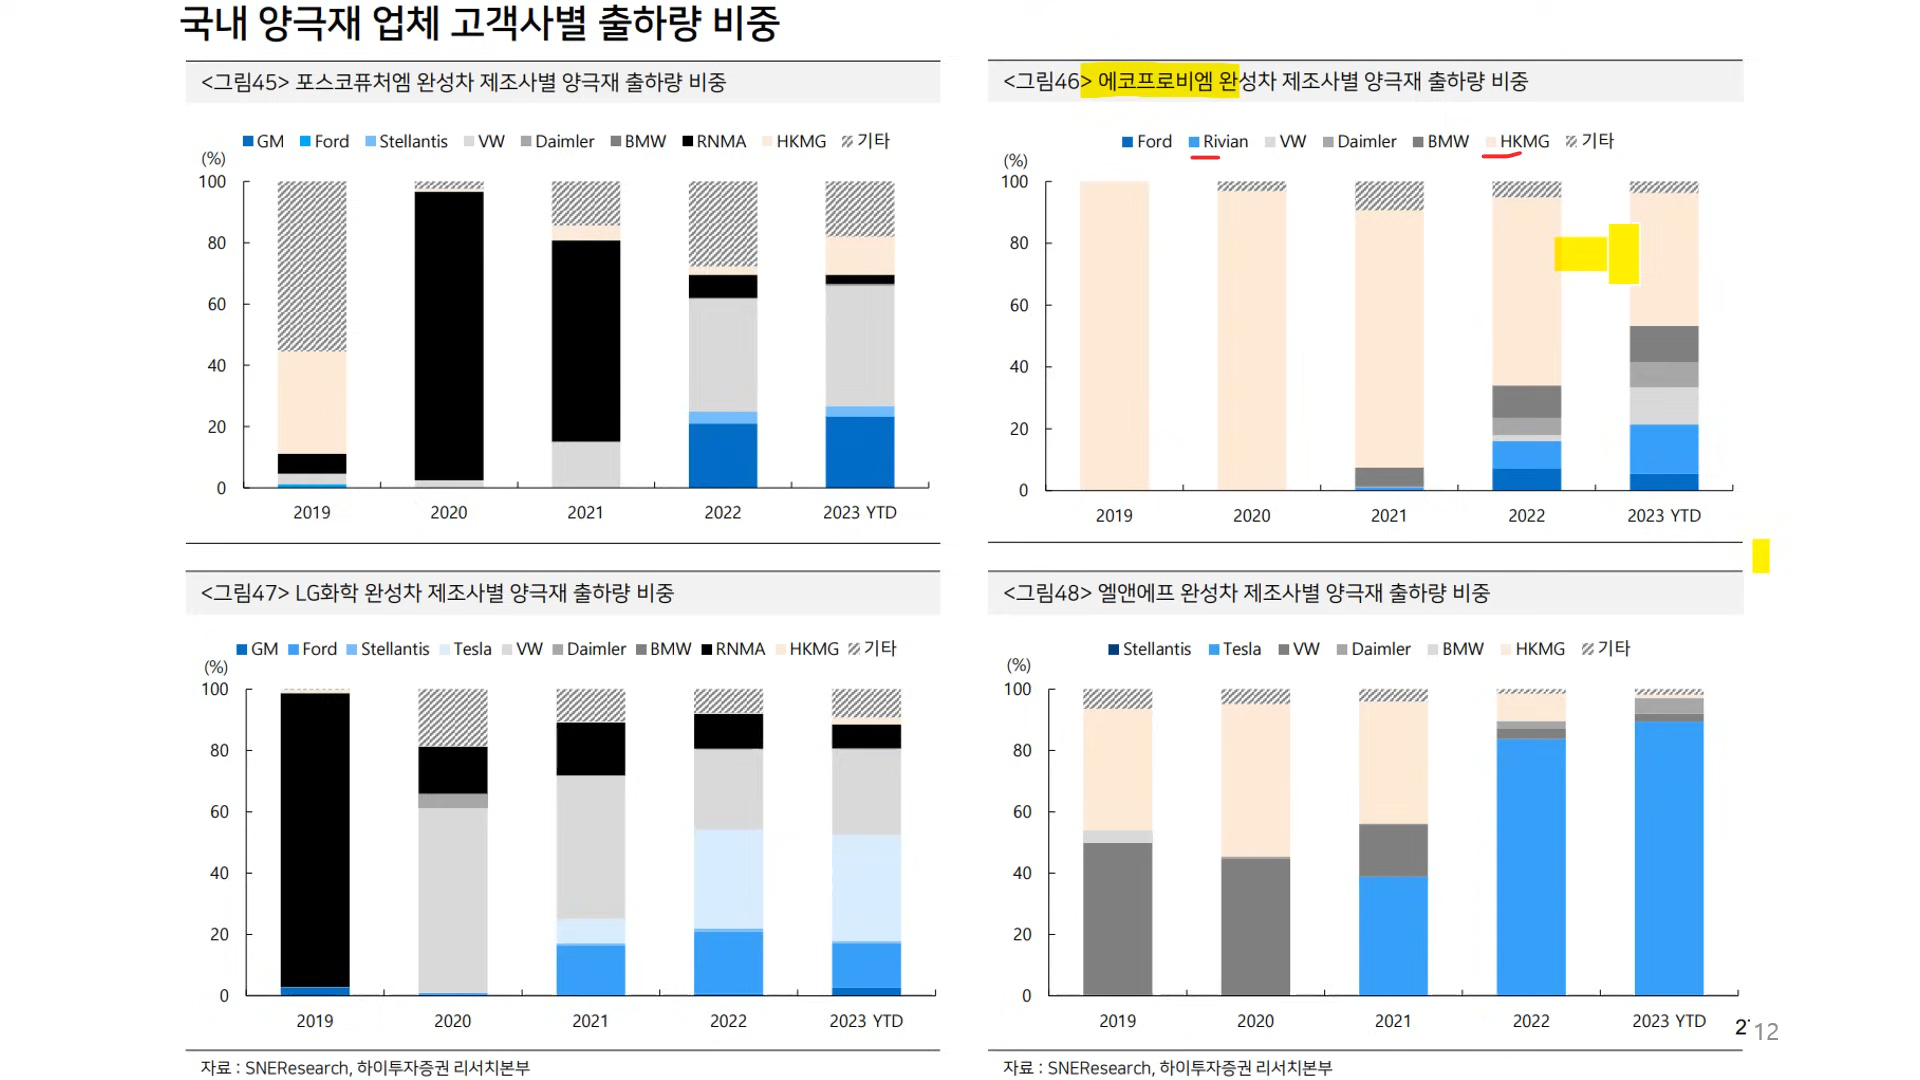 국내 양극재 업체 고객사별 출하량 비중
<그림45> 포스코퓨처엠 완성차 제조사별 양극재 출하량 비중
GM Ford Stellantis VW Daimler BMW RNMA HKMG 기타
(%)
100
80
60
40
20
0
2019 2020 2021 2022 2023 YTD
<그림46> 에코프로비엠 완성차 제조사별 양극재 출하량 비중
Ford Rivian VW Daimler BMW HKMG 기타
(%)
100
80
60
40
20
0
2019 2020 2021 2022 2023 YTD
<그림47> LG화학 완성차 제조사별 양극재 출하량 비중
GM Ford Stellantis Tesla VW Daimler BMW RNMA HKMG 기타
(%)
100
80
60
40
20
0
2019 2020 2021 2022 2023 YTD
자료 : SNEResearch, 하이투자증권 리서치본부
<그림48> 엘앤에프 완성차 제조사별 양극재 출하량 비중
Stellantis Tesla VW Daimler BMW HKMG 기타
(%)
100
80
60
40
20
0
2019 2020 2021 2022 2023 YTD
자료 : SNEResearch, 하이투자증권 리서치본부
12